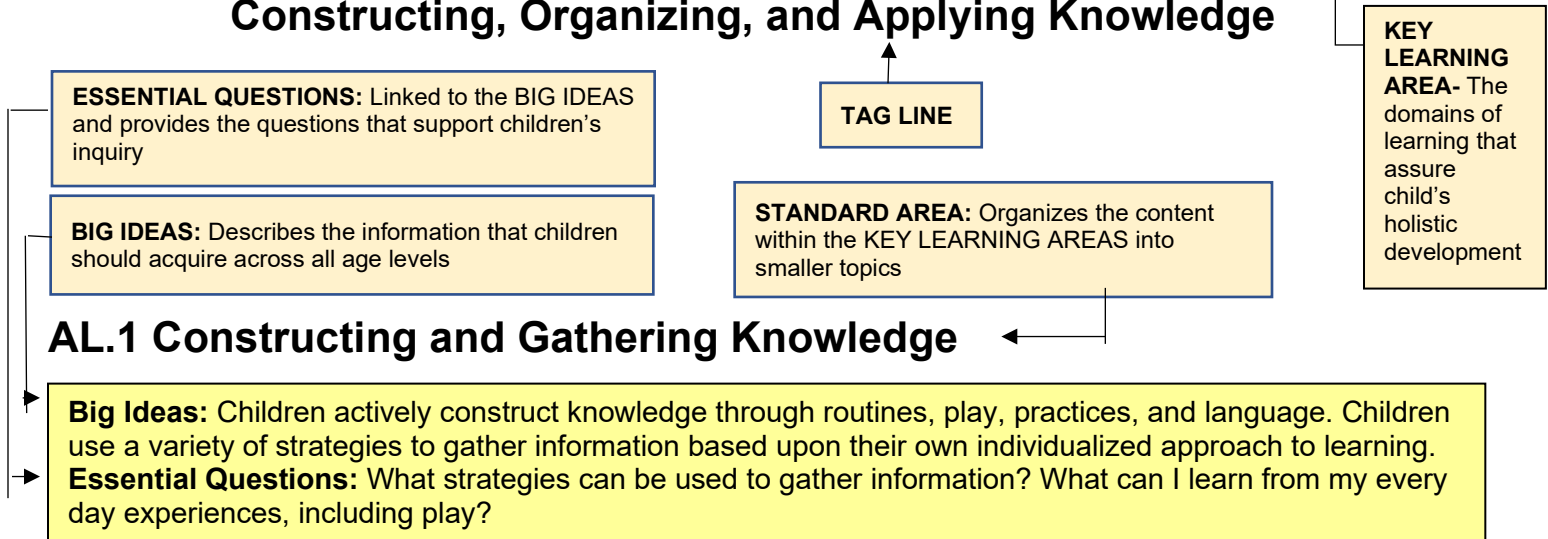 Constructing, Organizing, and Applying Knowledge
KEY
LEARNING
AREA- The
domains of
learning that
assure
child's
holistic
development
ESSENTIAL QUESTIONS: Linked to the BIG IDEAS
and provides the questions that support children’s
inquiry
TAG LINE
BIG IDEAS: Describes the information that children
should acquire across all age levels
STANDARD AREA: Organizes the content
within the KEY LEARNING AREAS into
smaller topics
AL.1 Constructing and Gathering Knowledge
Big Ideas: Children actively construct knowledge through routines, play, practices, and language. Children
use a variety of strategies to gather information based upon their own individualized approach to learning.
Essential Questions: What strategies can be used to gather information? What can I learn from my every
day experiences, including play?